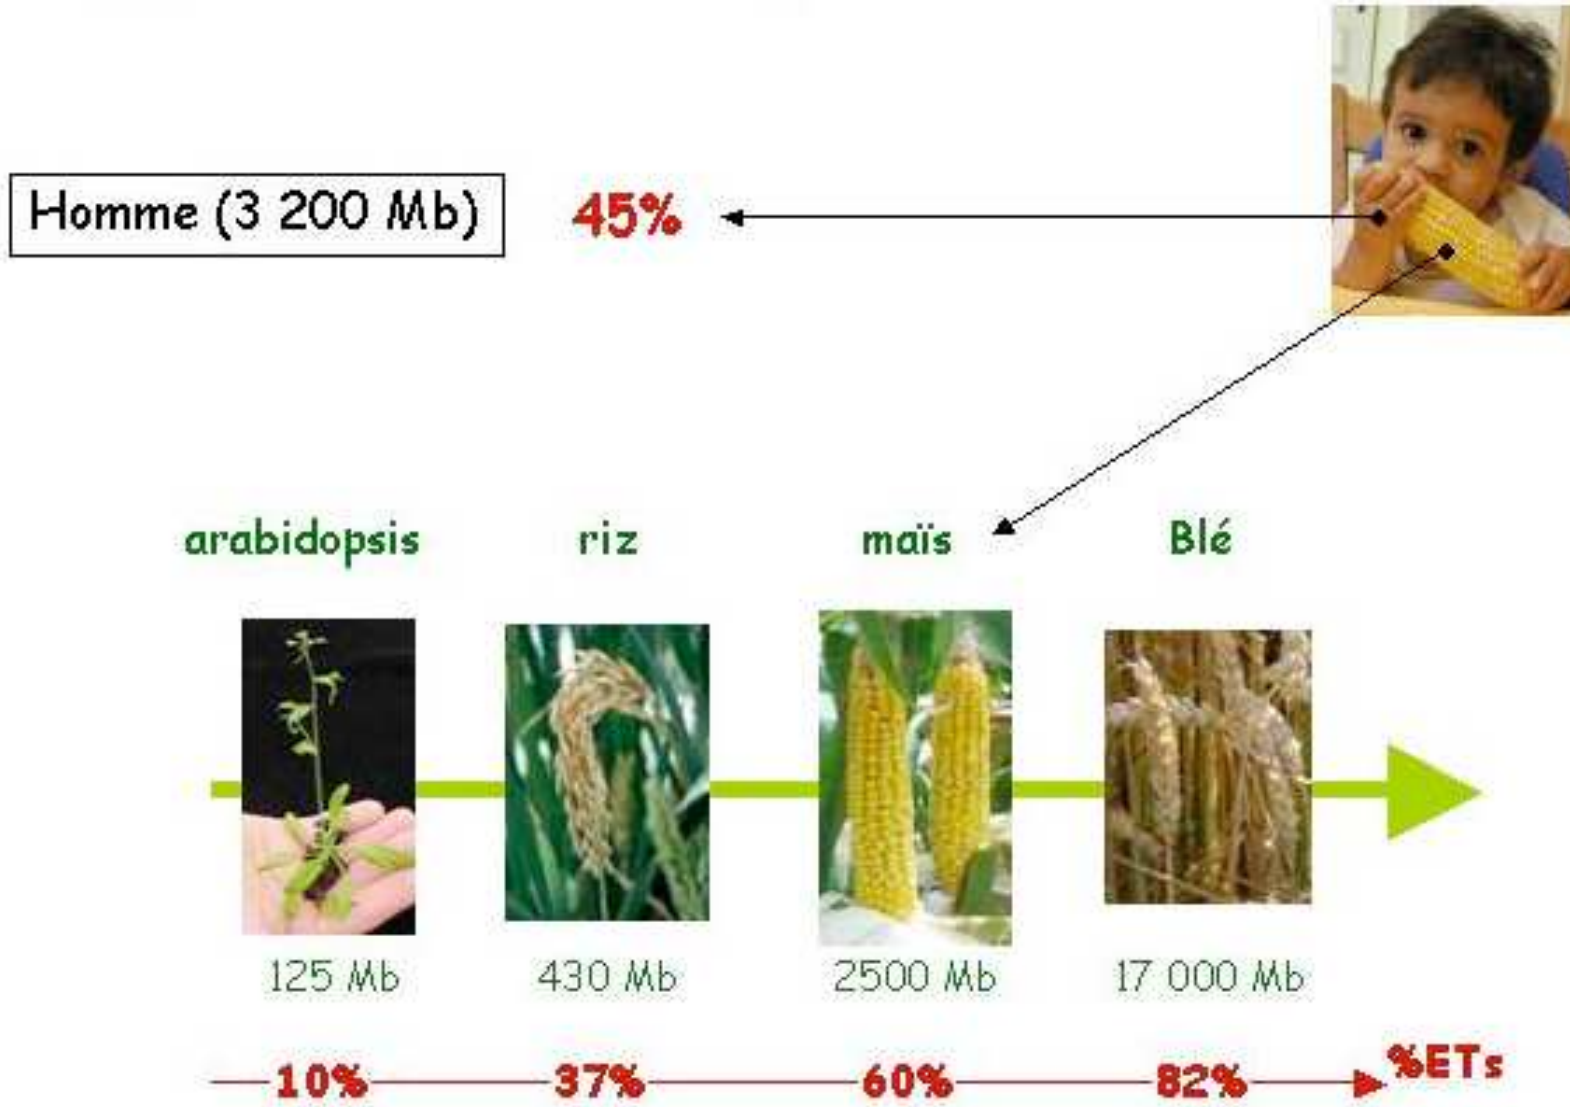 Homme (3 200 Mb) 45%
arabidopsis riz maïs Blé
125 Mb 430 Mb 2500 Mb 17 000 Mb
10% 37% 60% 82% %ETs